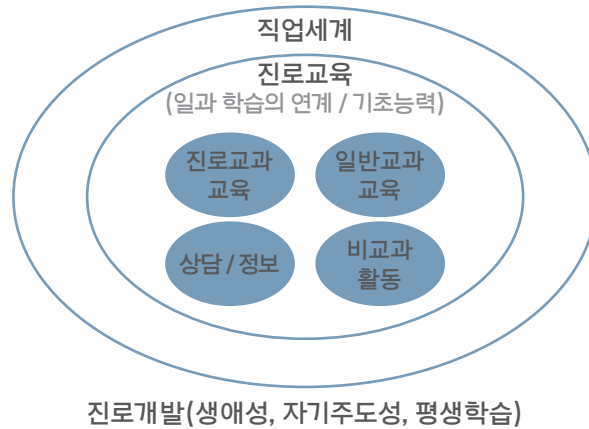 직업세계
진로교육
(일과 학습의 연계 / 기초능력)
진로교과
교육
일반교과
교육
상담 / 정보
비교과
활동
진로개발(생애성, 자기주도성, 평생학습)